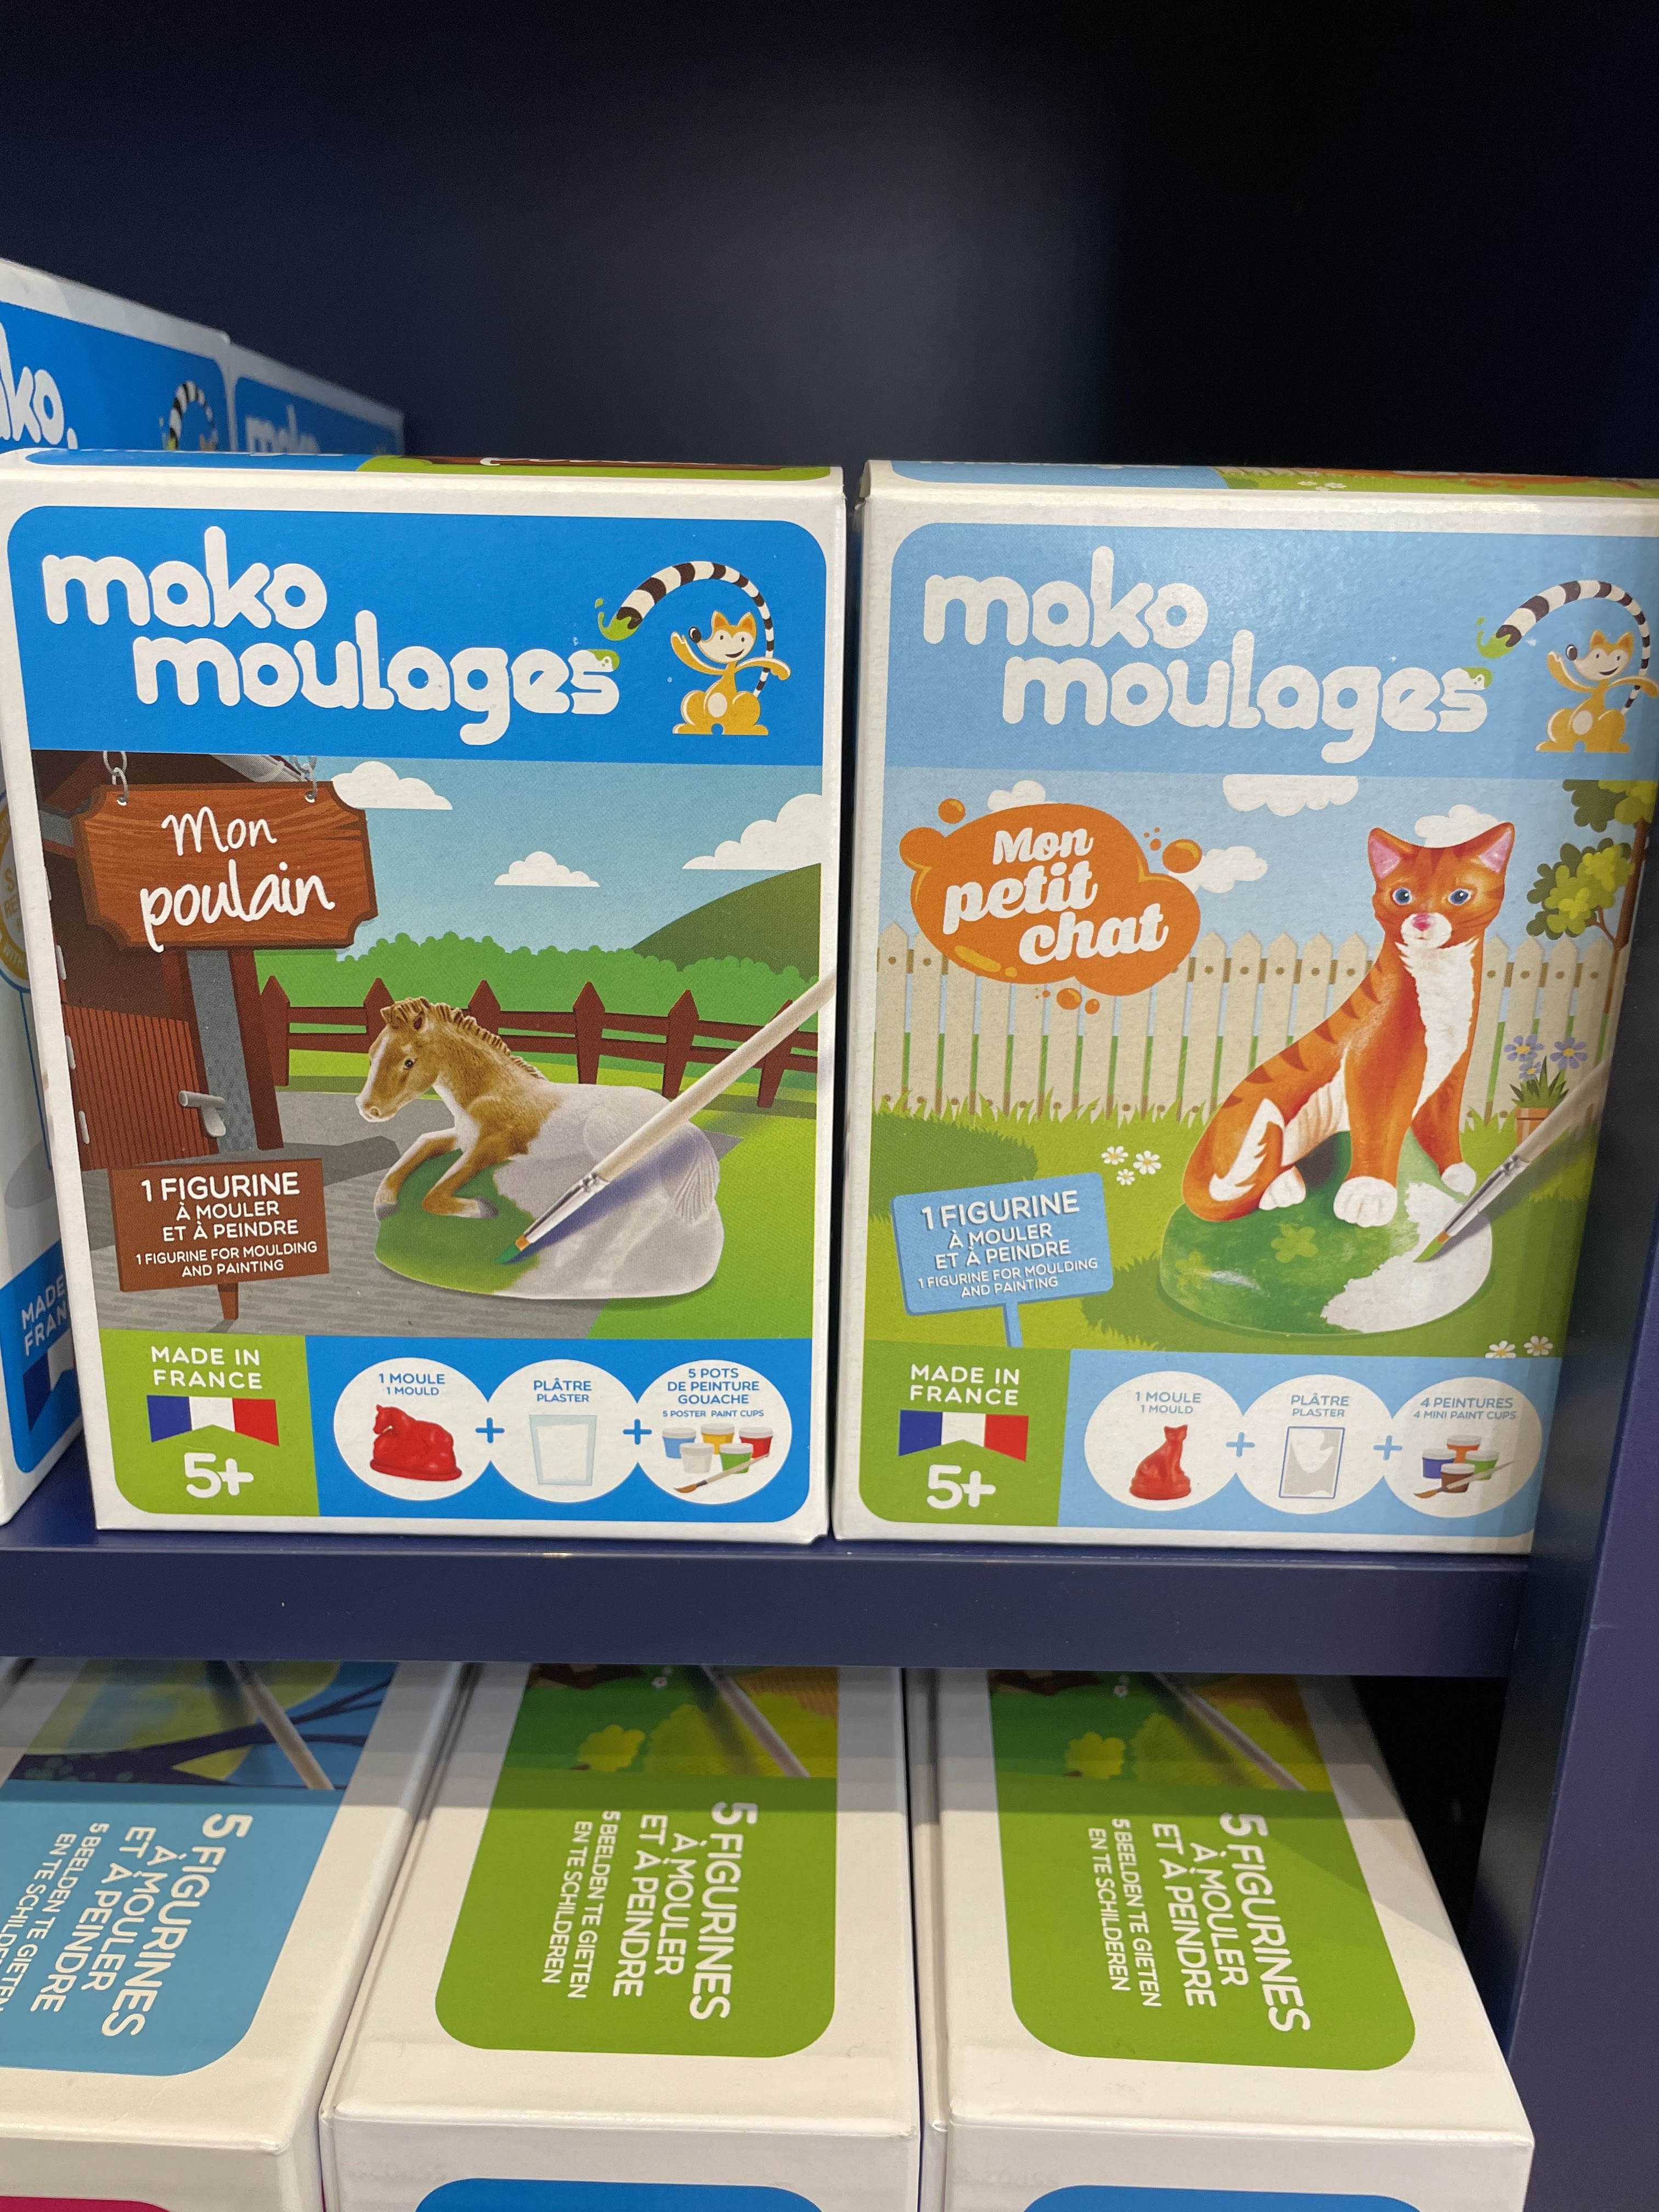 ko
mako
mako
moulages
Mon
poulain
1 FIGURINE
À MOULER
ET À PEINDRE
1 FIGURINE FOR MOULDING
AND PAINTING
MADE IN
FRANCE
5+
1 MOULE
1 MOULD
PLÂTRE
PLASTER
5 POTS
DE PEINTURE
GOUACHE
5 POSTER PAINT CUPS
mako
moulages
Mon
petit
chat
1 FIGURINE
À MOULER
ET À PEINDRE
1 FIGURINE FOR MOULDING
AND PAINTING
MADE IN
FRANCE
5+
1 MOULE
1 MOULD
PLÂTRE
PLASTER
4 PEINTURES
4 MINI PAINT CUPS
MADE
FRAN
5 FIGURINES
À MOULER
ET À PEINDRE
5 BEELDEN TE GIETEN
EN TE SCHILDEREN
5 FIGURINES
À MOULER
ET À PEINDRE
5 BEELDEN TE GIETEN
EN TE SCHILDEREN
5 FIGURINES
À MOULER
ET À PEINDRE
5 BEELDEN TE GIETEN
EN TE SCHILDEREN